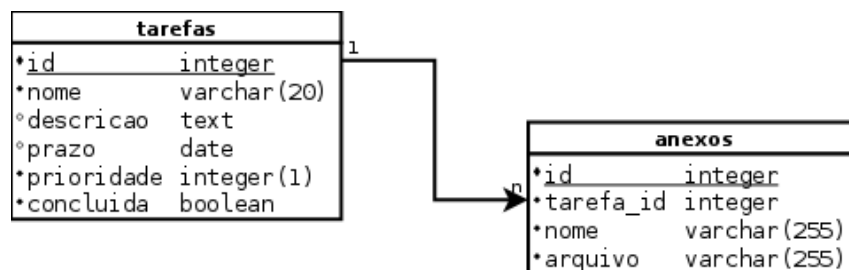 tarefas
id integer
nome varchar(20)
descricao text
prazo date
prioridade integer(1)
concluida boolean
1
n
anexos
id integer
tarefa_id integer
nome varchar(255)
arquivo varchar(255)